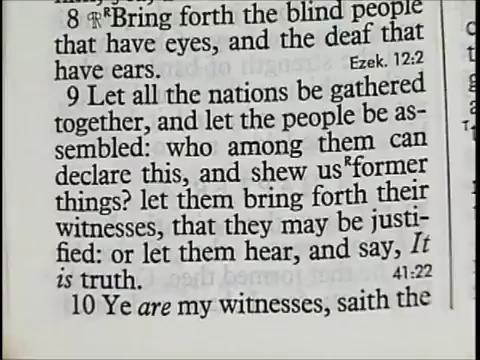 8 ᴿBring forth the blind people
that have eyes, and the deaf that
have ears. Ezek. 12:2
9 Let all the nations be gathered
together, and let the people be as-
sembled: who among them can
declare this, and shew us ᴿformer
things? let them bring forth their
witnesses, that they may be justi-
fied: or let them hear, and say, It
is truth. 41:22
10 Ye are my witnesses, saith the